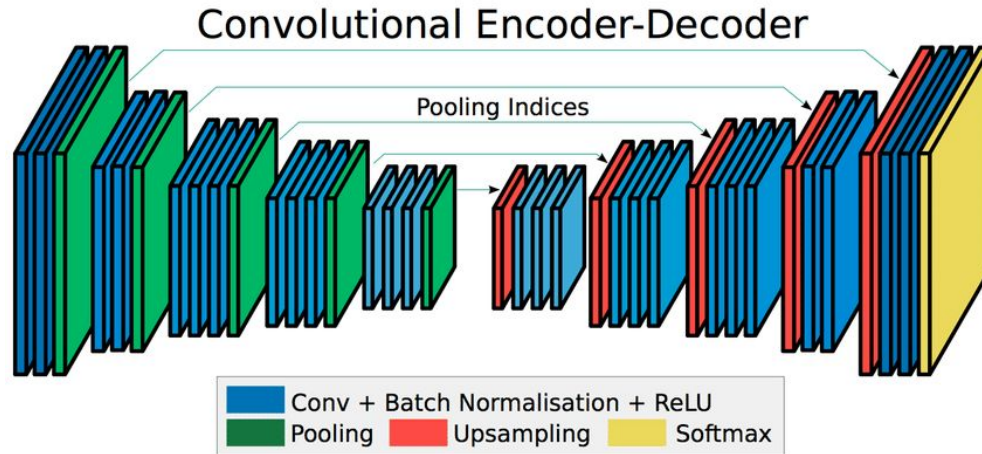 Convolutional Encoder-Decoder
Pooling Indices
Conv + Batch Normalisation + ReLU
Pooling Upsampling Softmax